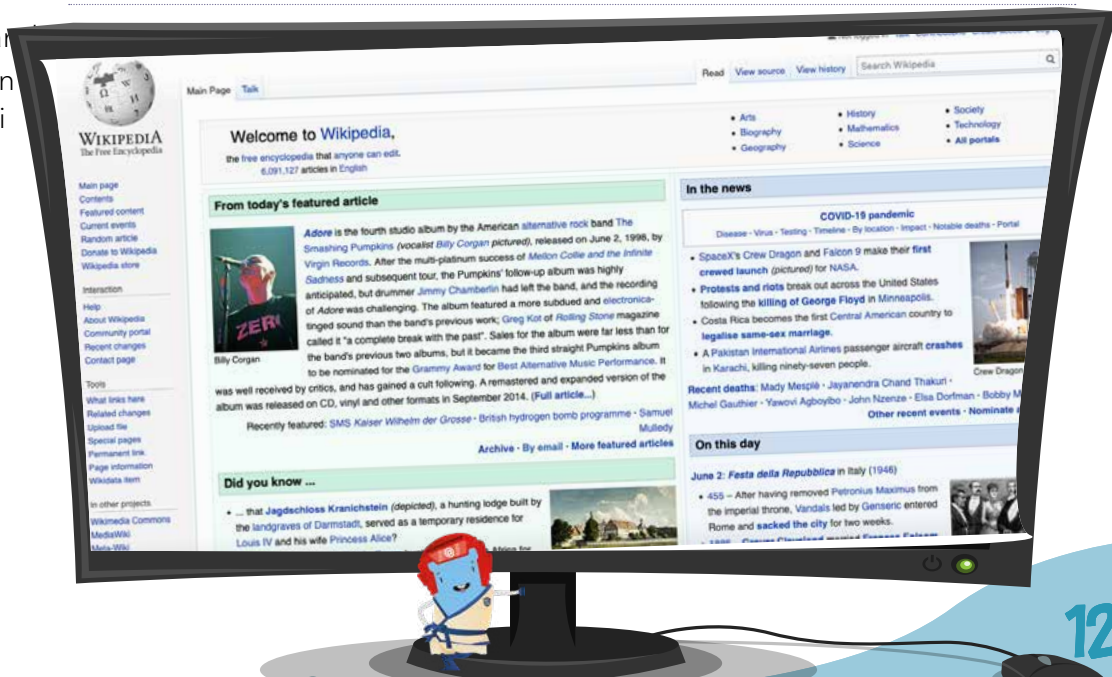 ar
n
i
Talk
WIKIPEDIA
The Free Encyclopedia
Main page
Contents
Featured content
Current events
Random article
Donate to Wikipedia
Wikipedia store
Interaction
Help
About Wikipedia
Community portal
Recent changes
Contact page
Tools
What links here
Related changes
Upload file
Special pages
Permanent link
Page information
Wikidata item
In other projects
Wikimedia Commons
MediaWiki
Meta-Wiki
Main Page Talk
Read View source View history Search Wikipedia
Welcome to Wikipedia,
the free encyclopedia that anyone can edit.
6,091,127 articles in English
• Arts
• Biography
• Geography
• History
• Mathematics
• Science
• Society
• Technology
• All portals
From today's featured article
Adore is the fourth studio album by the American alternative rock band The
Smashing Pumpkins (vocalist Billy Corgan pictured), released on June 2, 1998, by
Virgin Records. After the multi-platinum success of Mellon Collie and the Infinite
Sadness and subsequent tour, the Pumpkins' follow-up album was highly
anticipated, but drummer Jimmy Chamberlin had left the band, and the recording
of Adore was challenging. The album featured a more subdued and electronica-
tinged sound than the band's previous work; Greg Kot of Rolling Stone magazine
called it "a complete break with the past". Sales for the album were far less than for
the band's previous two albums, but it became the third straight Pumpkins album
to be nominated for the Grammy Award for Best Alternative Music Performance. It
was well received by critics, and has gained a cult following. A remastered and expanded version of the
album was released on CD, vinyl and other formats in September 2014. (Full article...)
ZER
Billy Corgan
Recently featured: SMS Kaiser Wilhelm der Grosse · British hydrogen bomb programme · Samuel
Mulledy
Archive · By email · More featured articles
Did you know ...
• ... that Jagdschloss Kranichstein (depicted), a hunting lodge built by
the landgraves of Darmstadt, served as a temporary residence for
Louis IV and his wife Princess Alice?
Africa for
In the news
COVID-19 pandemic
Disease · Virus · Testing · Timeline · By location · Impact · Notable deaths · Portal
• SpaceX's Crew Dragon and Falcon 9 make their first
crewed launch (pictured) for NASA.
• Protests and riots break out across the United States
following the killing of George Floyd in Minneapolis.
• Costa Rica becomes the first Central American country to
legalise same-sex marriage.
• A Pakistan International Airlines passenger aircraft crashes
in Karachi, killing ninety-seven people.
Crew Dragon
Recent deaths: Mady Mesplé · Jayanendra Chand Thakuri ·
Michel Gauthier · Yawovi Agboyibo · John Nzenze · Elsa Dorfman · Bobby M
Other recent events · Nominate a
On this day
June 2: Festa della Repubblica in Italy (1946)
• 455 – After having removed Petronius Maximus from
the imperial throne, Vandals led by Genseric entered
Rome and sacked the city for two weeks.
12